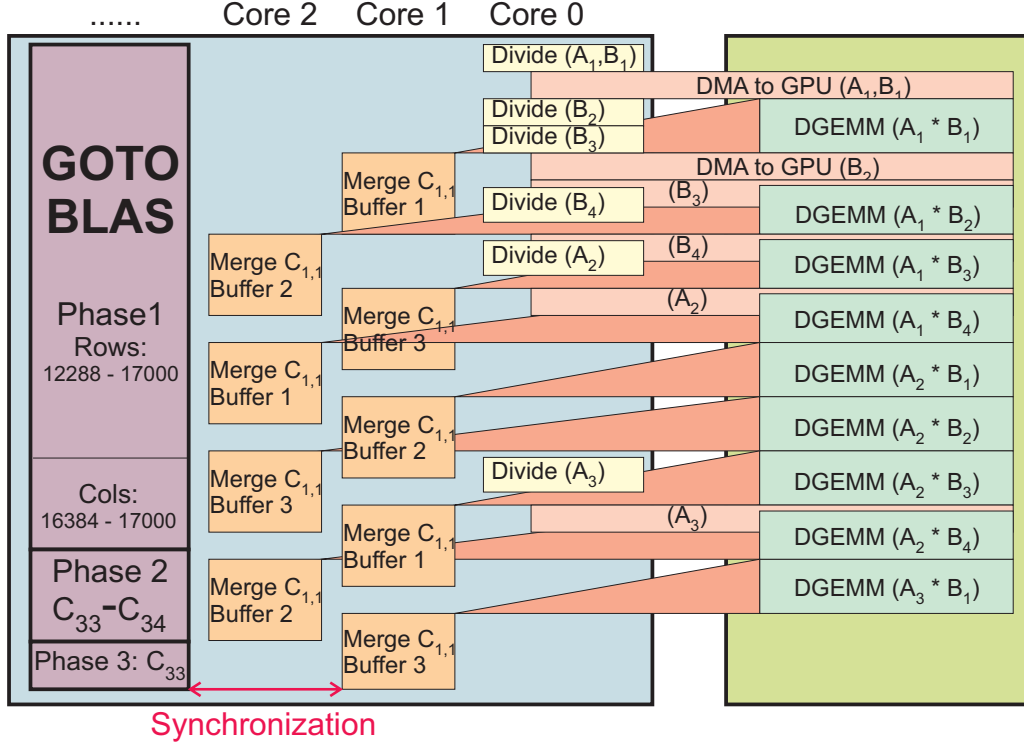 ...... Core 2 Core 1 Core 0
GOTO
BLAS
Phase1
Rows:
12288 - 17000
Cols:
16384 - 17000
Phase 2
C₃₃-C₃₄
Phase 3: C₃₃
Merge C₁,₁
Buffer 2
Merge C₁,₁
Buffer 1
Merge C₁,₁
Buffer 3
Merge C₁,₁
Buffer 2
Merge C₁,₁
Buffer 1
Merge C₁,₁
Buffer 3
Merge C₁,₁
Buffer 2
Merge C₁,₁
Buffer 1
Merge C₁,₁
Buffer 3
Divide (A₁,B₁)
Divide (B₂)
Divide (B₃)
Divide (B₄)
Divide (A₂)
Divide (A₃)
DMA to GPU (A₁,B₁)
DMA to GPU (B₂)
(B₃)
(B₄)
(A₂)
(A₃)
DGEMM (A₁ * B₁)
DGEMM (A₁ * B₂)
DGEMM (A₁ * B₃)
DGEMM (A₁ * B₄)
DGEMM (A₂ * B₁)
DGEMM (A₂ * B₂)
DGEMM (A₂ * B₃)
DGEMM (A₂ * B₄)
DGEMM (A₃ * B₁)
Synchronization